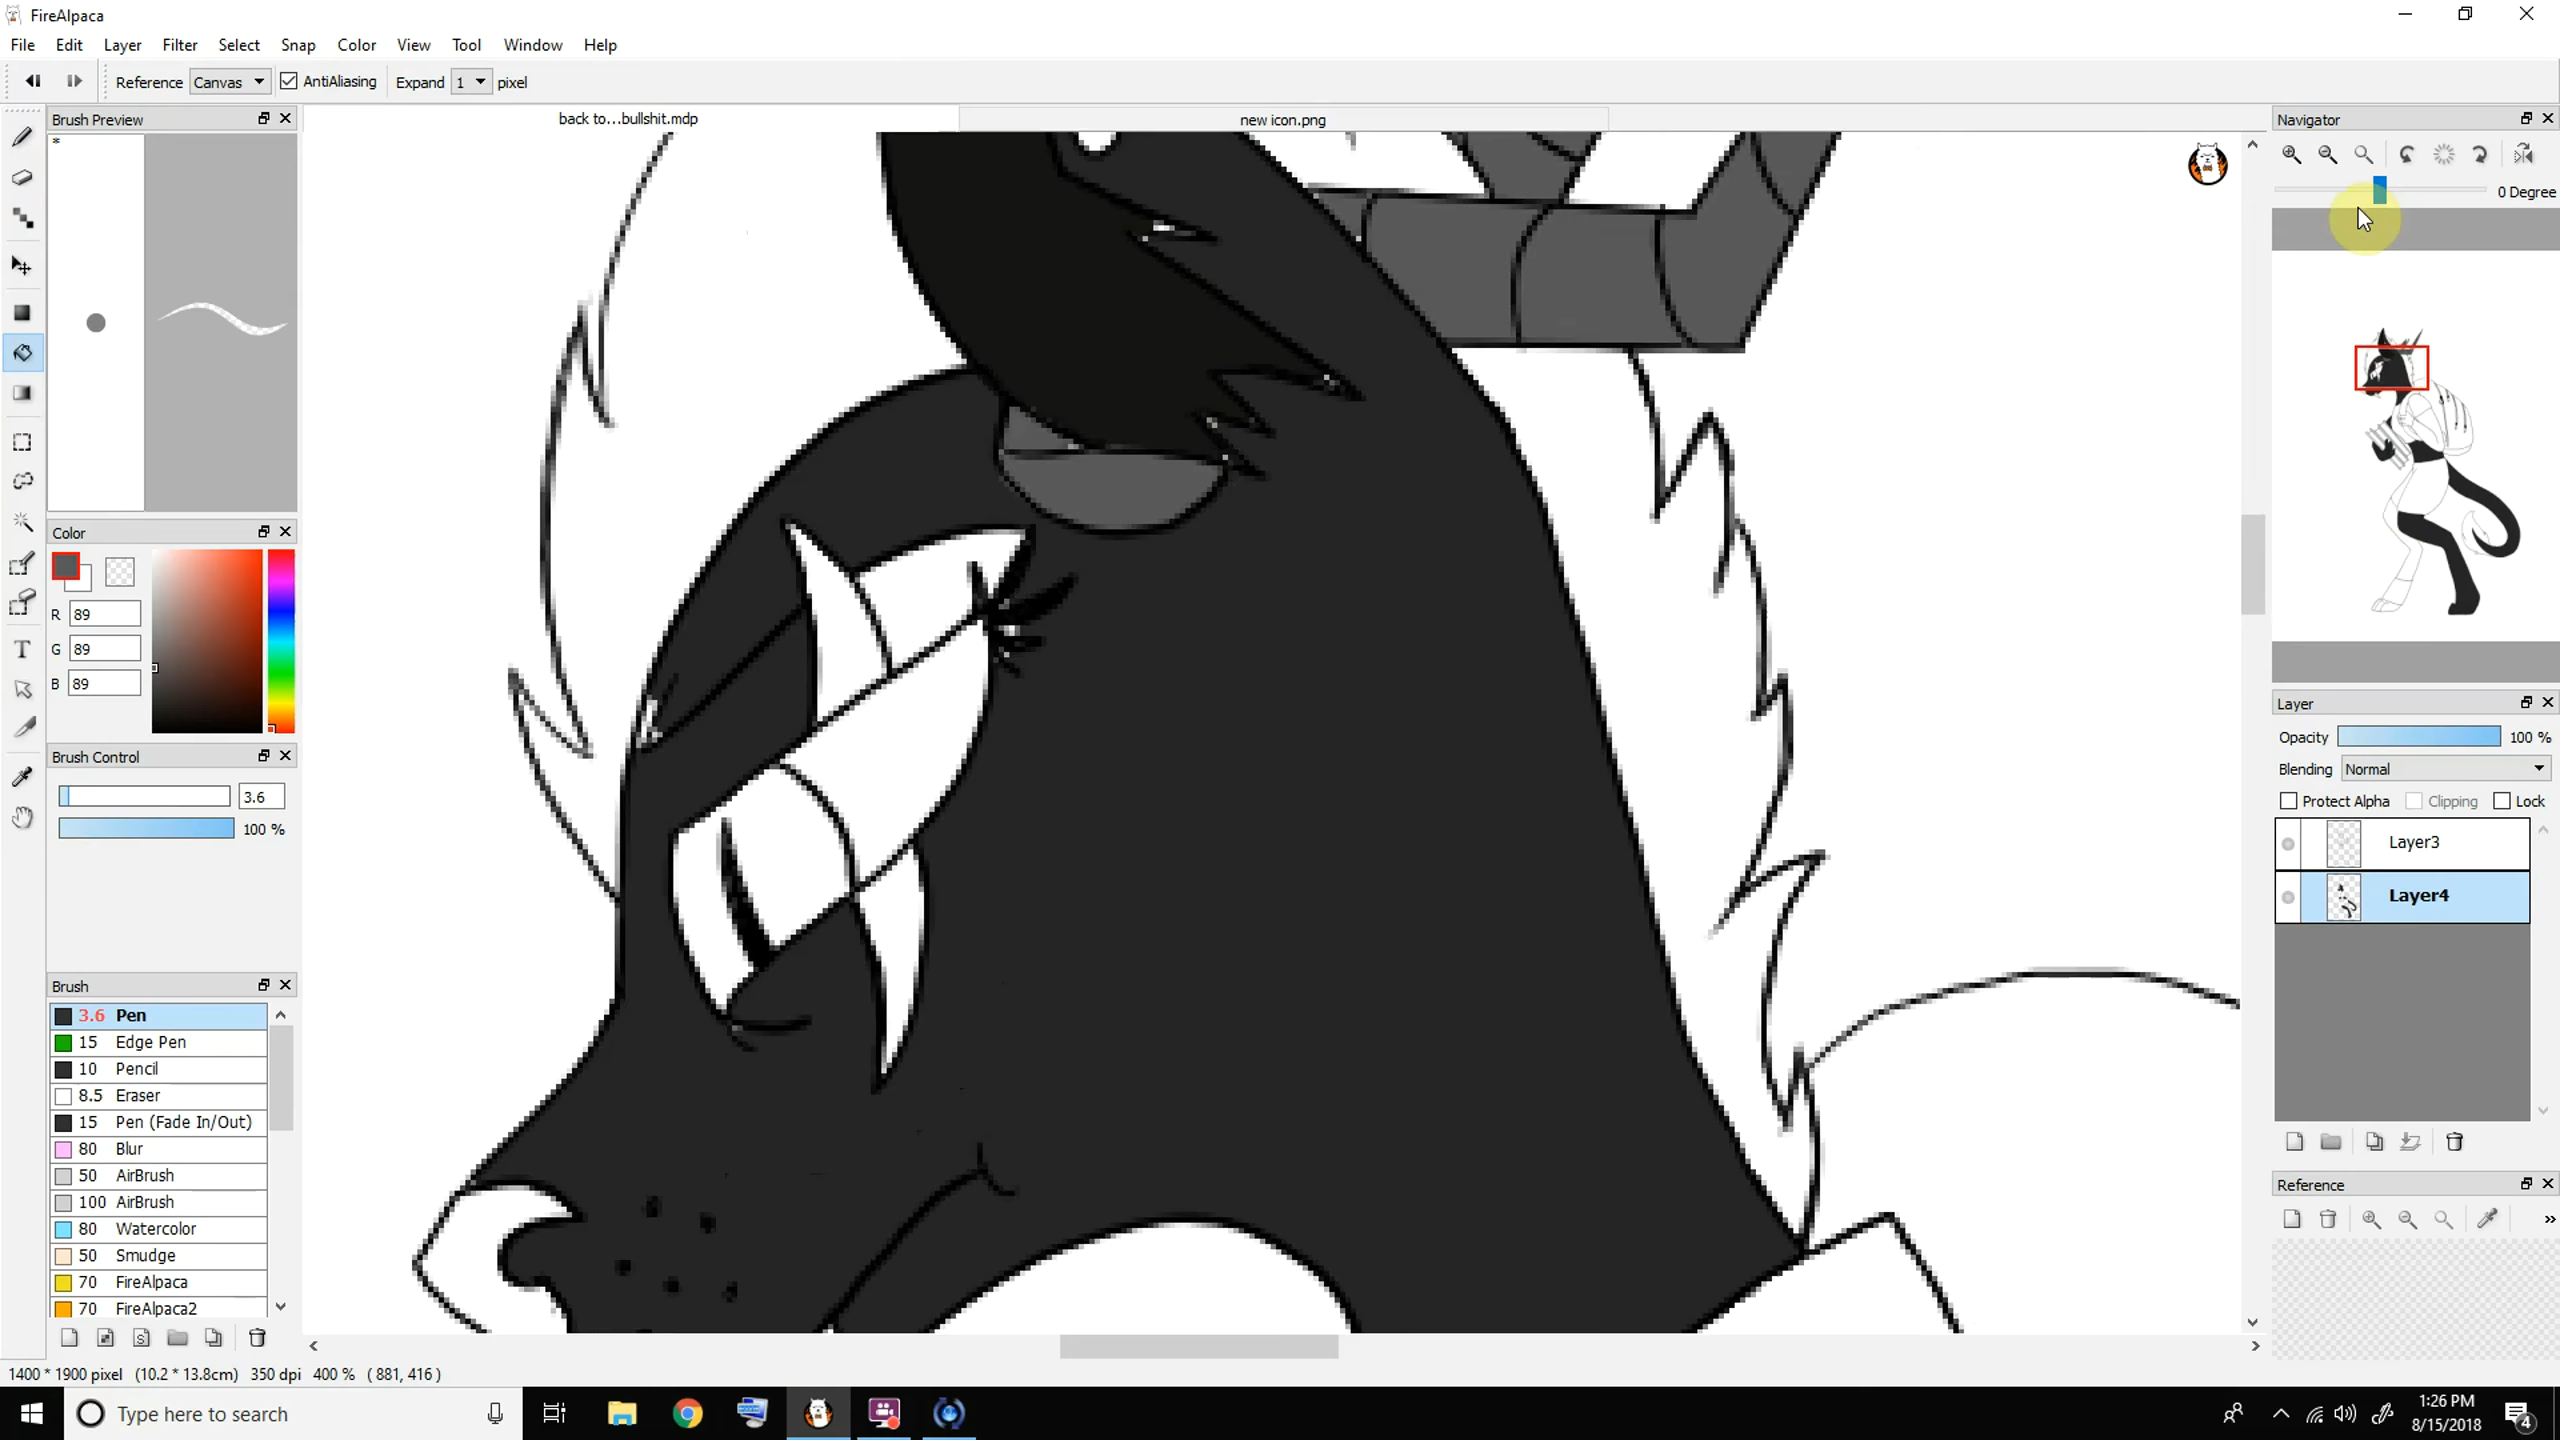 FireAlpaca
File Edit Layer Filter Select Snap Color View Tool Window Help
Reference Canvas AntiAliasing Expand 1 pixel
Brush Preview
back to...bullshit.mdp
new icon.png
Navigator
*
0 Degree
Color
R 89
G 89
B 89
Brush Control
3.6
100 %
Brush
3.6 Pen
15 Edge Pen
10 Pencil
8.5 Eraser
15 Pen (Fade In/Out)
80 Blur
50 AirBrush
100 AirBrush
80 Watercolor
50 Smudge
70 FireAlpaca
70 FireAlpaca2
T
Layer
Opacity 100 %
Blending Normal
Protect Alpha Clipping Lock
Layer3
Layer4
Reference
»
1400 * 1900 pixel (10.2 * 13.8cm) 350 dpi 400 % ( 881, 416 )
Type here to search
1:26 PM
8/15/2018
4